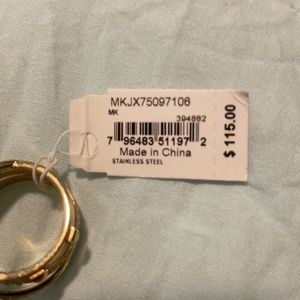 MKJX75097106
MK
394882
7 96483 51197 2
Made in China
STAINLESS STEEL
$ 115.00